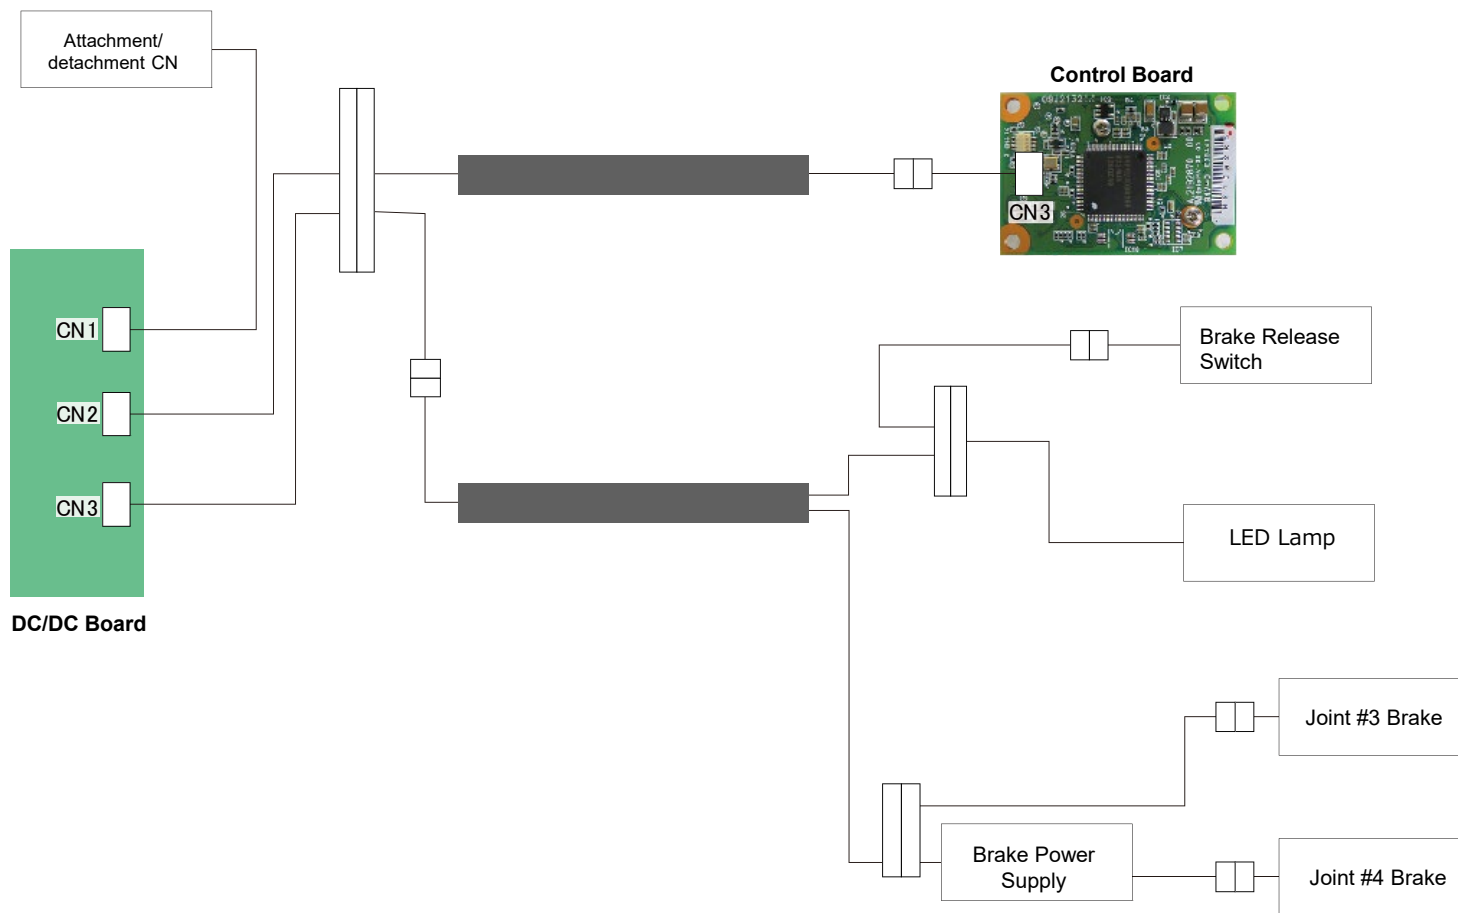 Attachment/
detachment CN
Control Board
CN3
CN1
CN2
CN3
DC/DC Board
Brake Release
Switch
LED Lamp
Joint #3 Brake
Brake Power
Supply
Joint #4 Brake